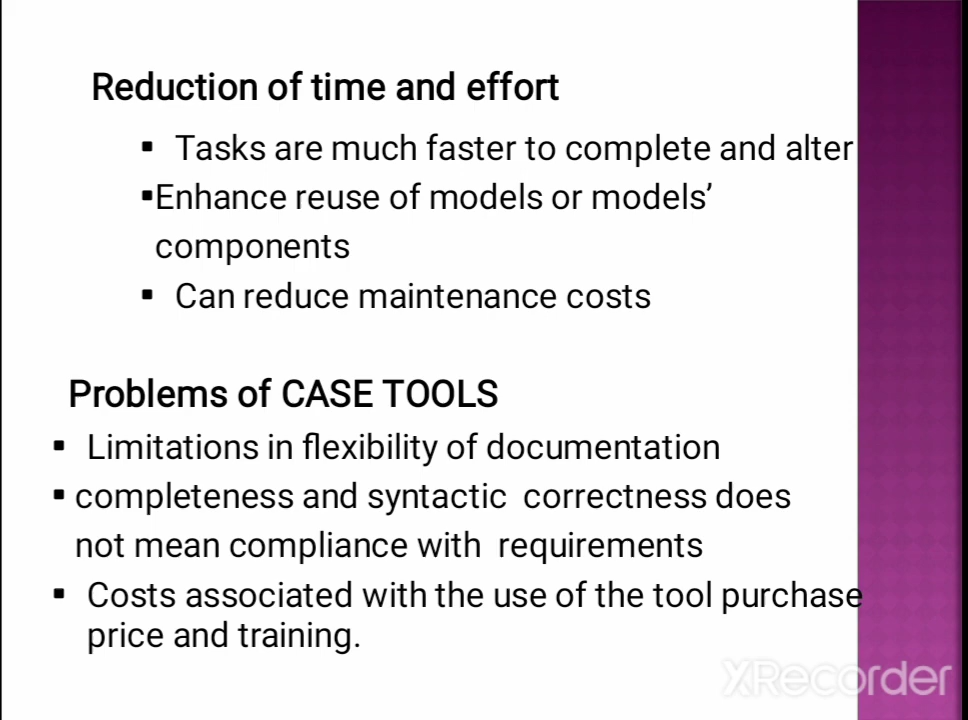 Reduction of time and effort
▪ Tasks are much faster to complete and alter
▪Enhance reuse of models or models’
components
▪ Can reduce maintenance costs
Problems of CASE TOOLS
▪ Limitations in flexibility of documentation
▪ completeness and syntactic correctness does
not mean compliance with requirements
▪ Costs associated with the use of the tool purchase
price and training.
XRecorder